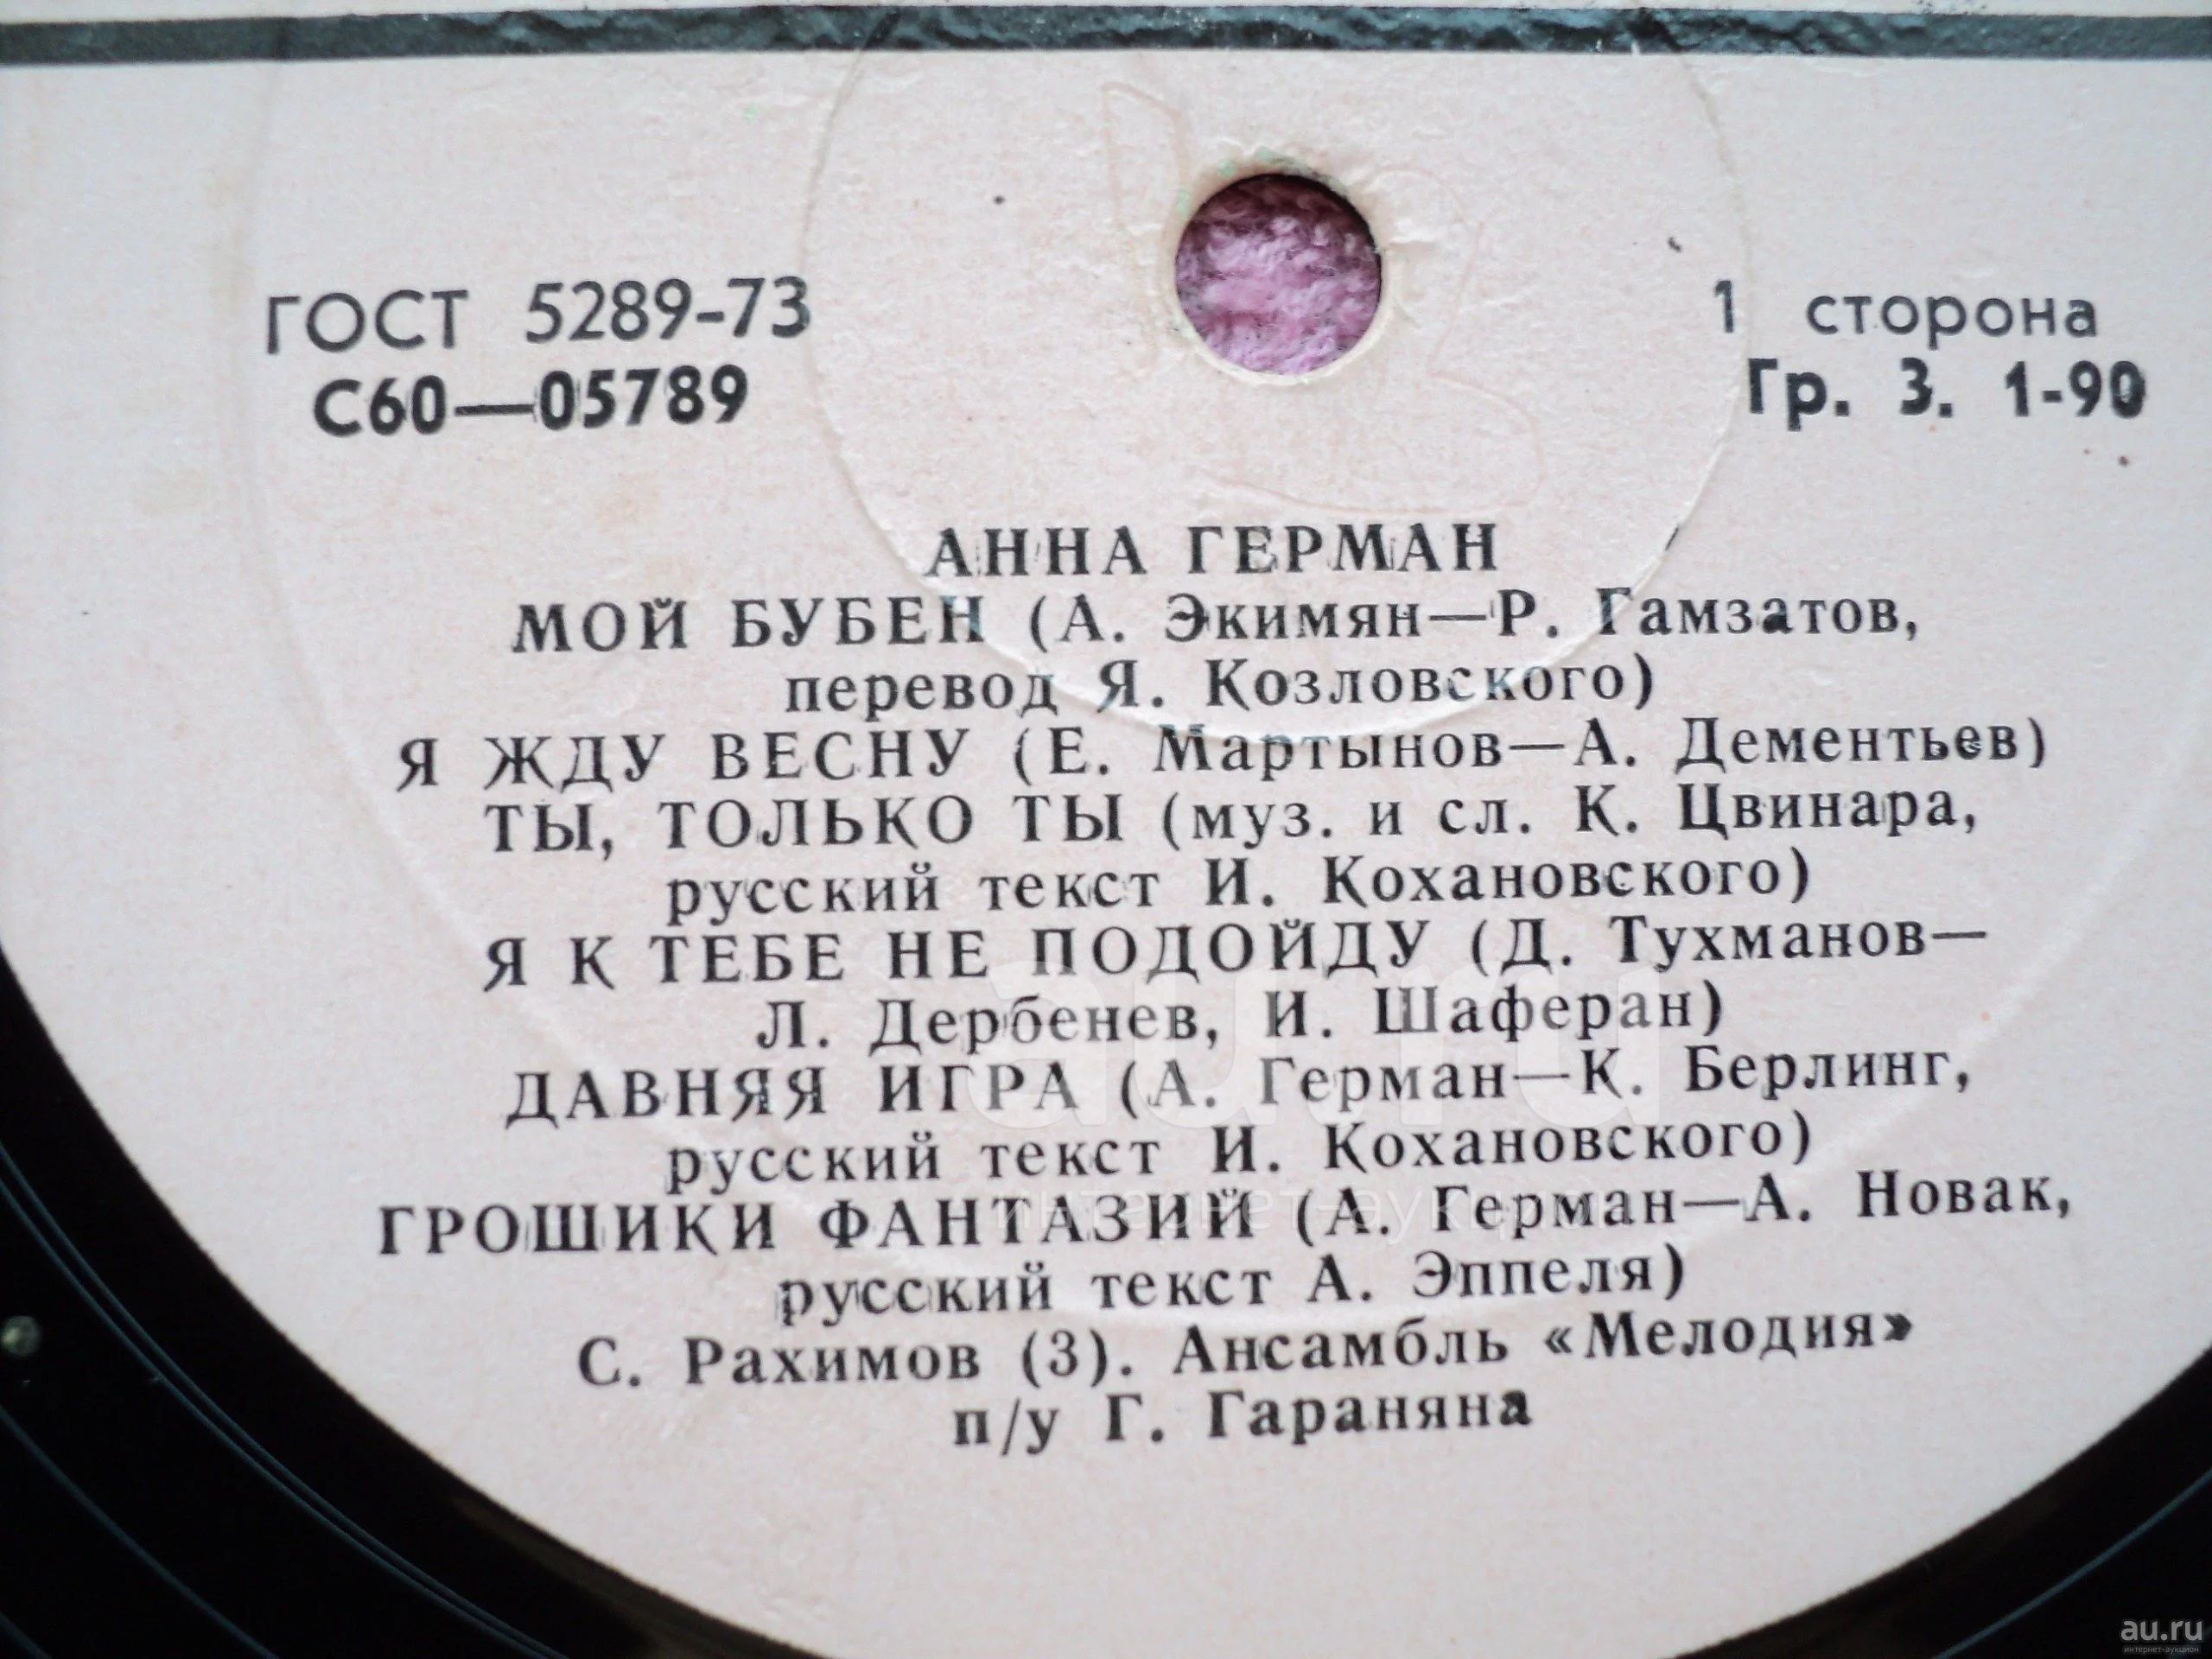 ГОСТ 5289-73
С60—05789
1 сторона
Гр. 3. 1-90
АННА ГЕРМАН
МОЙ БУБЕН (А. Экимян—Р. Гамзатов,
перевод Я. Козловского)
Я ЖДУ ВЕСНУ (Е. Мартынов—А. Дементьев)
ТЫ, ТОЛЬКО ТЫ (муз. и сл. К. Цвинара,
русский текст И. Кохановского)
Я К ТЕБЕ НЕ ПОДОЙДУ (Д. Тухманов—
Л. Дербенев, И. Шаферан)
ДАВНЯЯ ИГРА (А. Герман—К. Берлинг,
русский текст И. Кохановского)
ГРОШИКИ ФАНТАЗИЙ (А. Герман—А. Новак,
русский текст А. Эппеля)
С. Рахимов (3). Ансамбль «Мелодия»
п/у Г. Гараняна
au.ru
интернет-аукцион